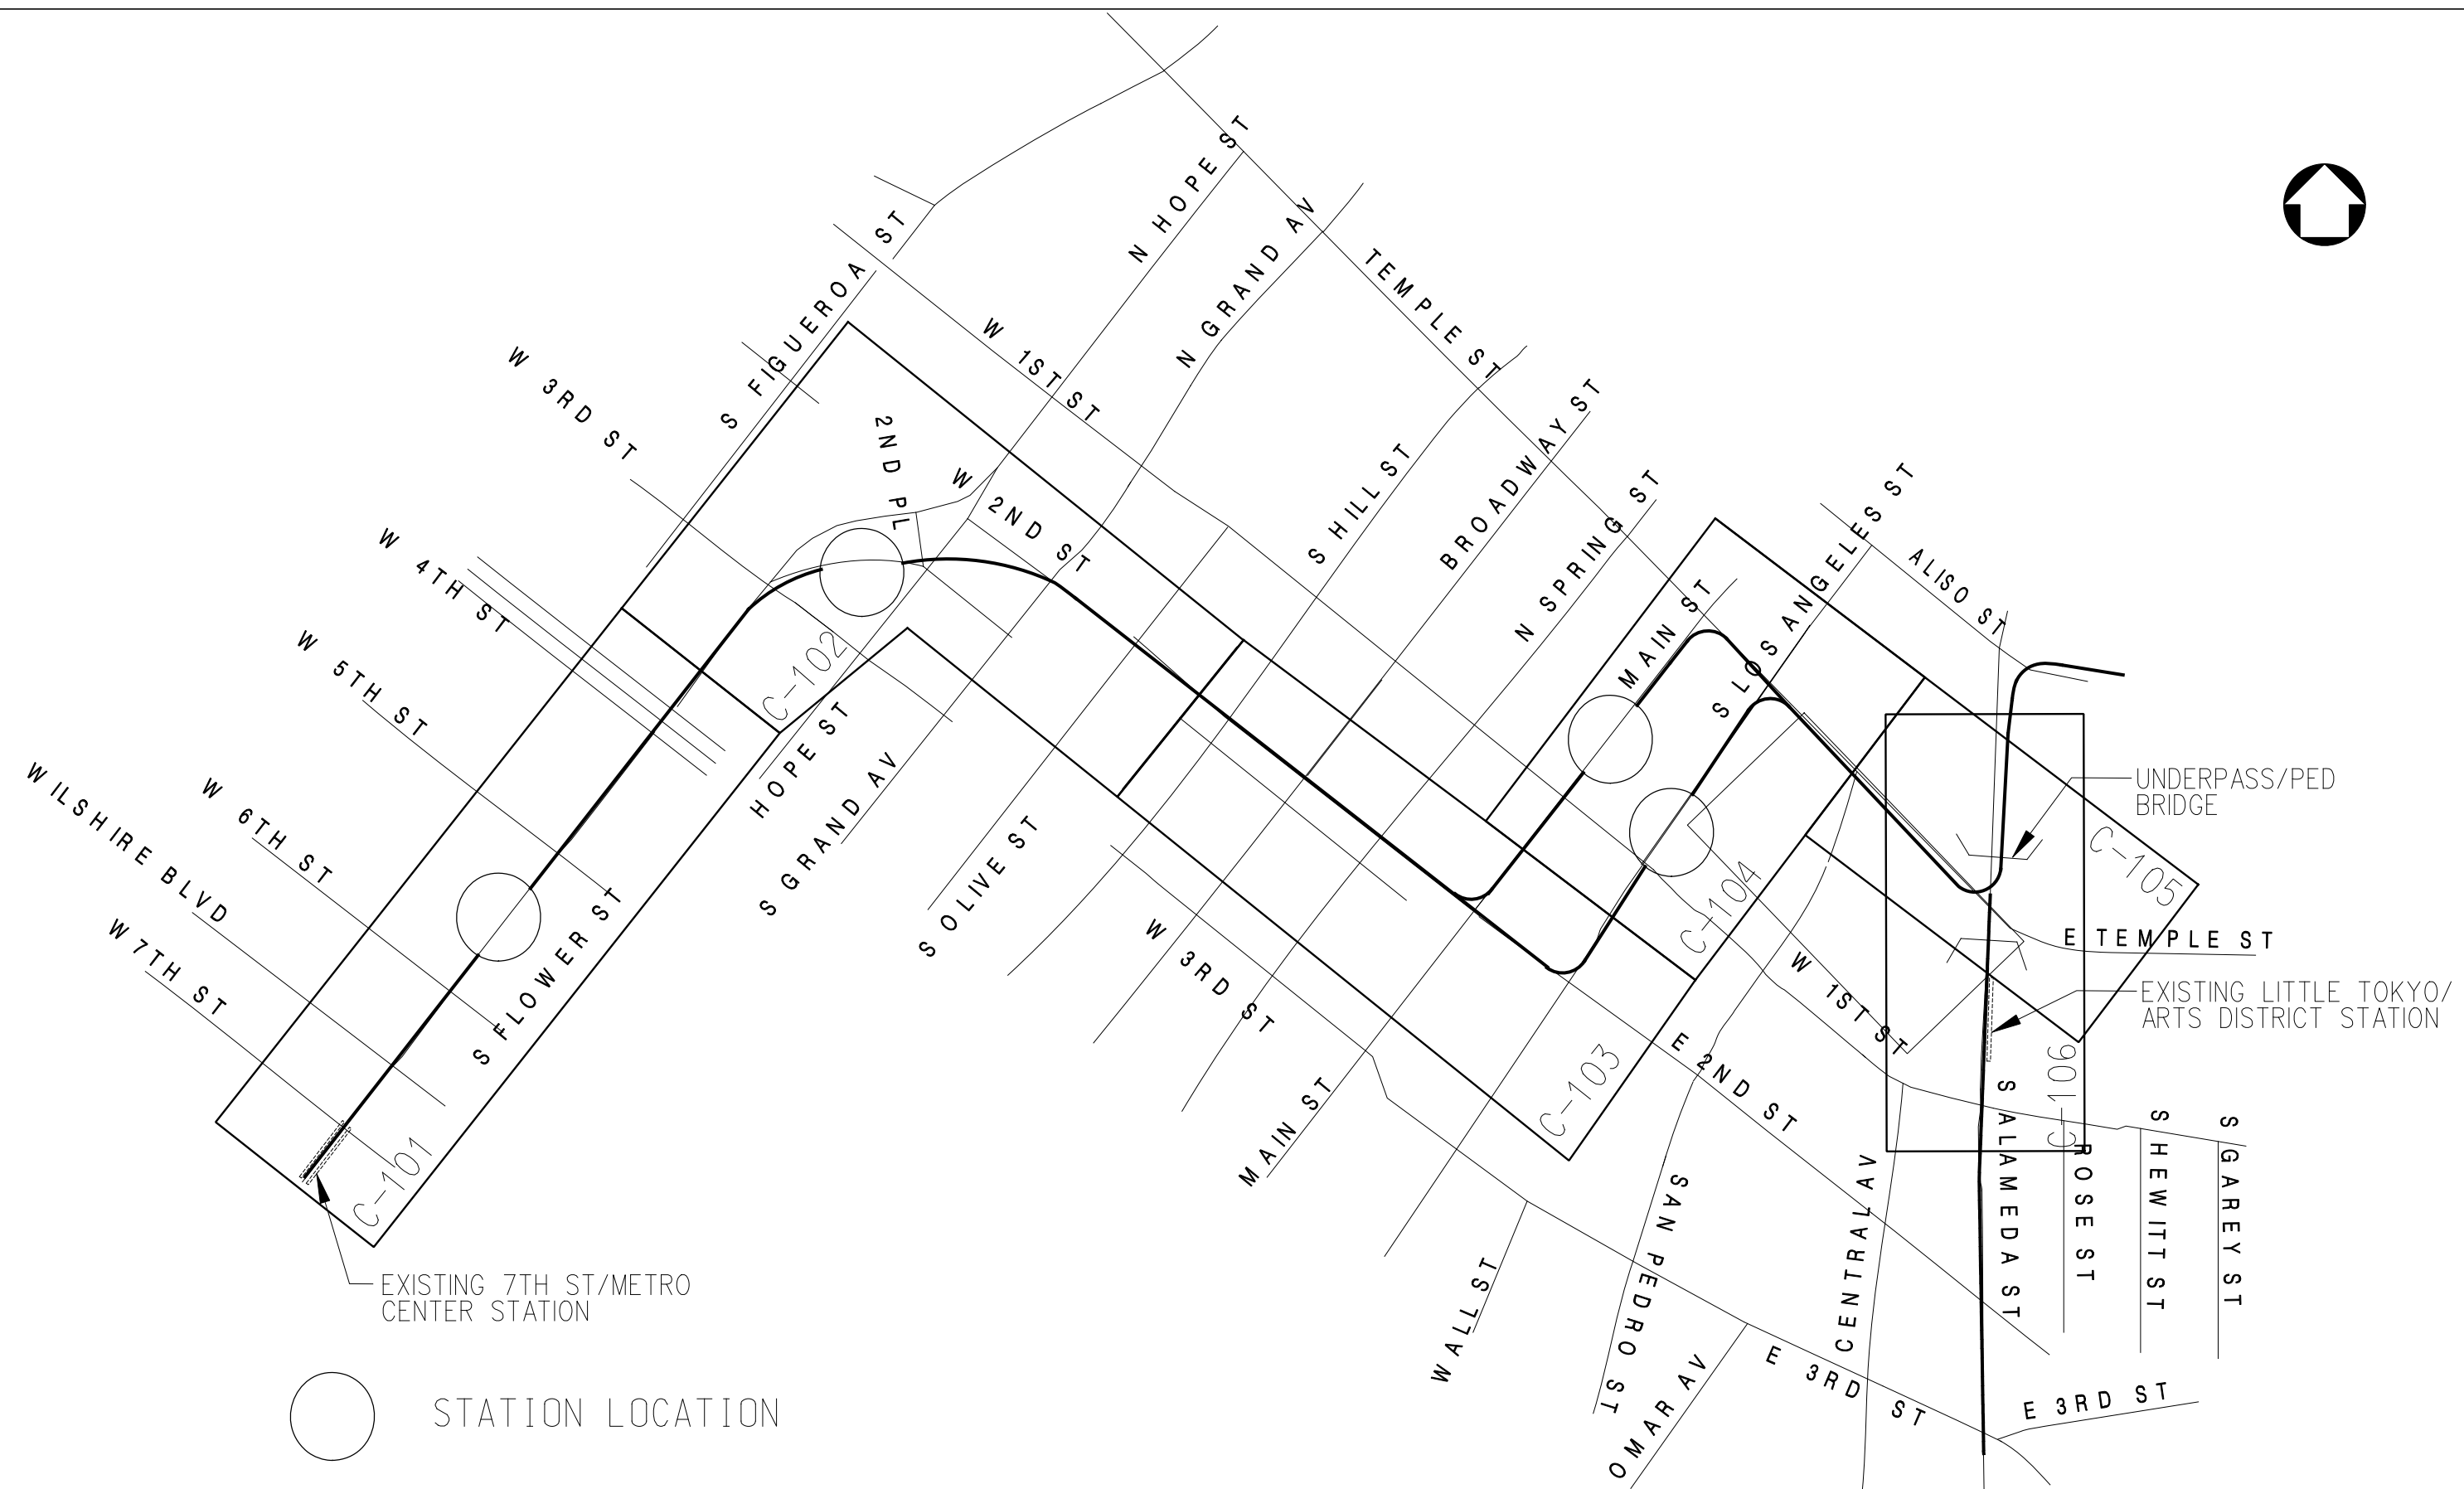 N HOPE ST
S FIGUEROA ST
N GRAND AV
TEMPLE ST
W 1ST ST
W 3RD ST
2ND PL
W 2ND ST
S HILL ST
BROADWAY ST
N SPRING ST
MAIN ST
S LOS ANGELES ST
ALISO ST
W 4TH ST
W 5TH ST
W 6TH ST
WILSHIRE BLVD
W 7TH ST
S FLOWER ST
C-102
HOPE ST
S GRAND AV
S OLIVE ST
W 3RD ST
C-104
W 1ST ST
UNDERPASS/PED
BRIDGE
C-105
E TEMPLE ST
EXISTING LITTLE TOKYO/
ARTS DISTRICT STATION
C-103
E 2ND ST
C-106
MAIN ST
C-101
WALL ST
SAN PEDRO ST
OMAR AV
CENTRAL AV
S ALAMEDA ST
ROSE ST
S HEWITT ST
S GAREY ST
E 3RD ST
E 3RD ST
EXISTING 7TH ST/METRO
CENTER STATION
STATION LOCATION